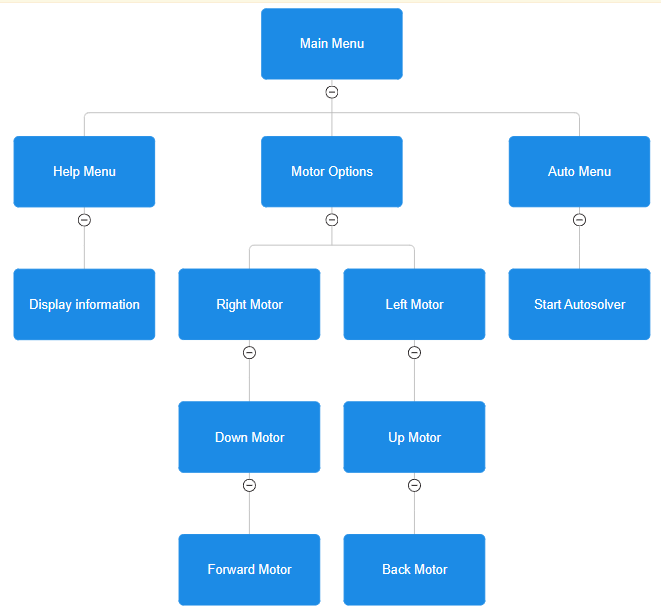 Main Menu
Help Menu
Motor Options
Auto Menu
Display information
Right Motor
Left Motor
Start Autosolver
Down Motor
Up Motor
Forward Motor
Back Motor